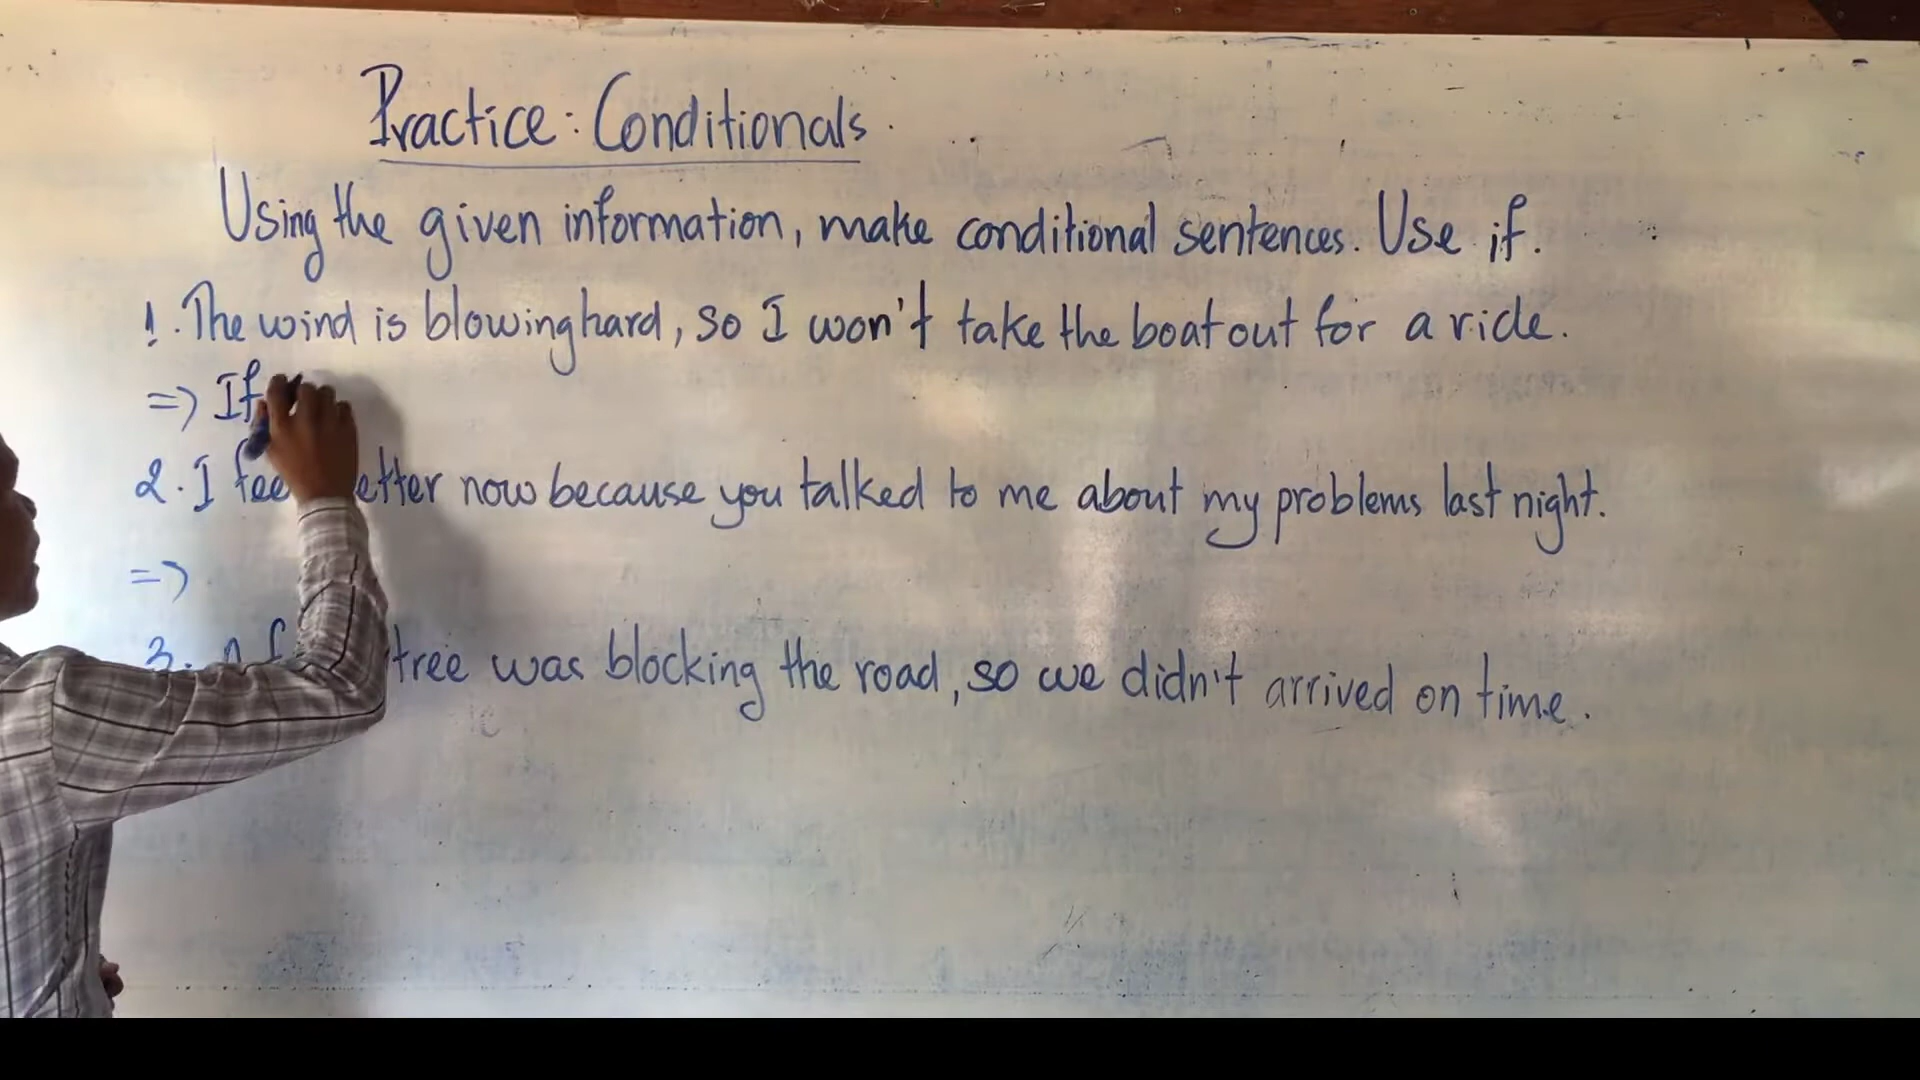 Practice: Conditionals.
Using the given information, make conditional sentences. Use if.
1. The wind is blowing hard, so I won't take the boat out for a ride.
=> If
2. I now because you talked to me about my problems last night.
=>
3. tree was blocking the road, so we didn't arrived on time.